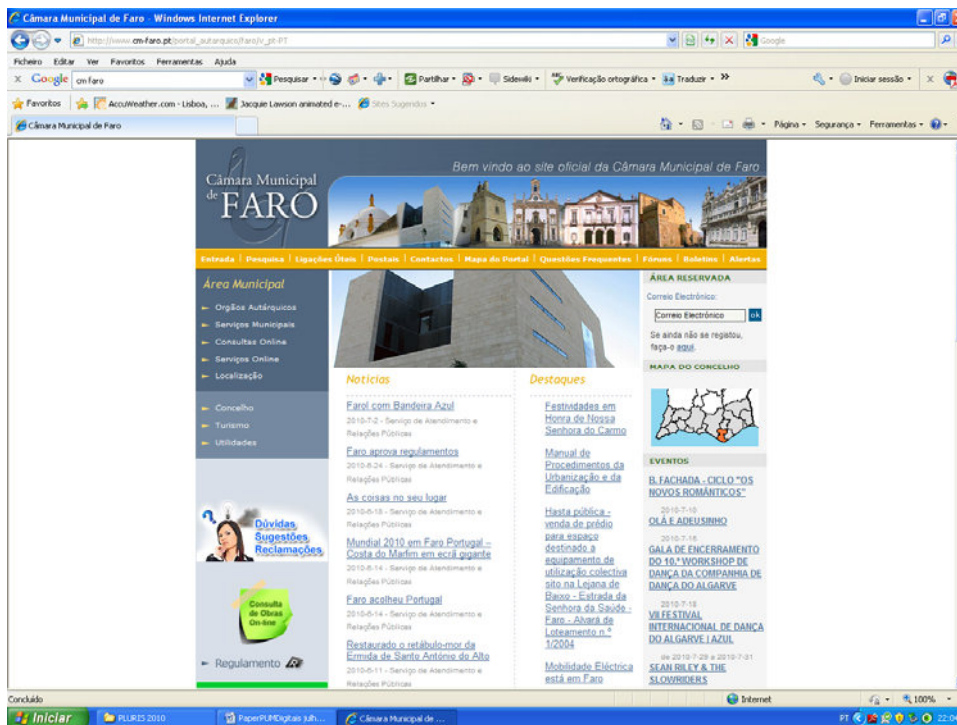 Câmara Municipal de Faro - Windows Internet Explorer
http://www.cm-faro.pt/portal_autarquico/faro/v_pt-PT
Google
Ficheiro Editar Ver Favoritos Ferramentas Ajuda
x Google cm faro Pesquisar Partilhar Sidewiki Verificação ortográfica Traduzir Iniciar sessão x
Favoritos AccuWeather.com - Lisboa, ... Jacquie Lawson animated e-... Sites Sugeridos
Câmara Municipal de Faro Página Segurança Ferramentas
Bem vindo ao site oficial da Câmara Municipal de Faro
Câmara Municipal
de FARO
Entrada | Pesquisa | Ligações Úteis | Postais | Contactos | Mapa do Portal | Questões Frequentes | Fóruns | Boletins | Alertas
Área Municipal
Orgãos Autárquicos
Serviços Municipais
Consultas Online
Serviços Online
Localização
Concelho
Turismo
Utilidades
Dúvidas
Sugestões
Reclamações
Consulta
de Obras
On-line
Regulamento
Notícias
Farol com Bandeira Azul
2010-7-2 - Serviço de Atendimento e
Relações Públicas
Faro aprova regulamentos
2010-6-24 - Serviço de Atendimento e
Relações Públicas
As coisas no seu lugar
2010-6-18 - Serviço de Atendimento e
Relações Públicas
Mundial 2010 em Faro Portugal –
Costa do Marfim em ecrã gigante
2010-6-14 - Serviço de Atendimento e
Relações Públicas
Faro acolheu Portugal
2010-6-14 - Serviço de Atendimento e
Relações Públicas
Restaurado o retábulo-mor da
Ermida de Santo António do Alto
2010-6-11 - Serviço de Atendimento e
Relações Públicas
Destaques
Festividades em
Honra de Nossa
Senhora do Carmo
Manual de
Procedimentos da
Urbanização e da
Edificação
Hasta pública -
venda de prédio
para espaço
destinado a
equipamento de
utilização colectiva
sito na Lejana de
Baixo - Estrada da
Senhora da Saúde -
Faro - Alvará de
Loteamento n.º
1/2004
Mobilidade Eléctrica
está em Faro
ÁREA RESERVADA
Correio Electrónico:
Correio Electrónico ok
Se ainda não se registou,
faça-o aqui.
MAPA DO CONCELHO
EVENTOS
B. FACHADA - CICLO "OS
NOVOS ROMÂNTICOS"
2010-7-10
OLÁ E ADEUSINHO
2010-7-16
GALA DE ENCERRAMENTO
DO 10.º WORKSHOP DE
DANÇA DA COMPANHIA DE
DANÇA DO ALGARVE
2010-7-18
VII FESTIVAL
INTERNACIONAL DE DANÇA
DO ALGARVE | AZUL
de 2010-7-29 a 2010-7-31
SEAN RILEY & THE
SLOWRIDERS
Concluído Internet 100%
Iniciar PLURIS 2010 PaperPUMDigitais julh... Câmara Municipal de ... PT 22:04